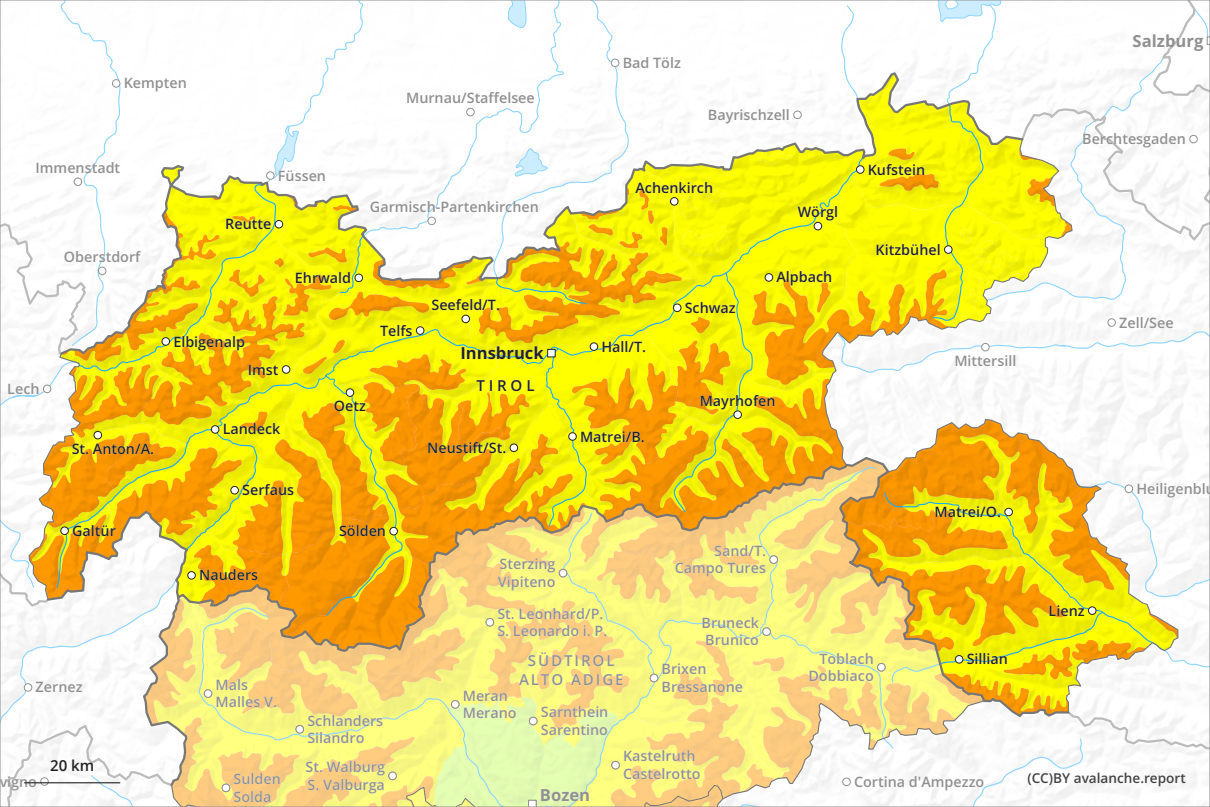 Salzburg
Bad Tölz
Kempten
Murnau/Staffelsee
Bayrischzell
Berchtesgaden
Immenstadt
Füssen
Kufstein
Achenkirch
Garmisch-Partenkirchen
Wörgl
Reutte
Kitzbühel
Oberstdorf
Ehrwald
Alpbach
Seefeld/T.
Schwaz
Zell/See
Telfs
Elbigenalp
Innsbruck
Hall/T.
Mittersill
Imst
TIROL
Lech
Mayrhofen
Oetz
Landeck
Matrei/B.
St. Anton/A.
Neustift/St.
Serfaus
Heiligenblu
Matrei/O.
Galtür
Sölden
Sand/T.
Campo Tures
Sterzing
Vipiteno
Nauders
Lienz
St. Leonhard/P.
S. Leonardo i. P.
Bruneck
Brunico
Sillian
SÜDTIROL
ALTO ADIGE
Toblach
Dobbiaco
Brixen
Bressanone
Zernez
Mals
Malles V.
Meran
Merano
Sarnthein
Sarentino
Schlanders
Silandro
Kastelruth
Castelrotto
St. Walburg
S. Valburga
20 km
vigno
Sulden
Solda
Cortina d'Ampezzo
(CC)BY avalanche.report
Bozen